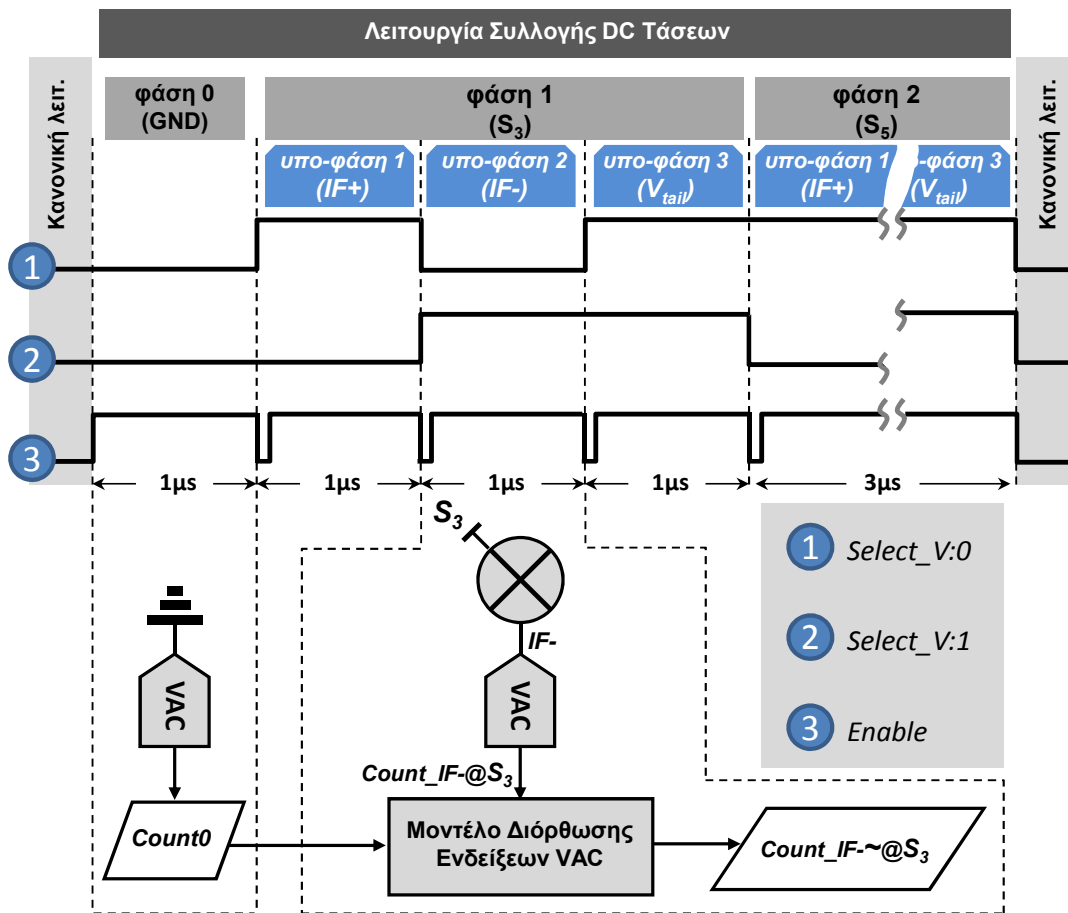 Λειτουργία Συλλογής DC Τάσεων
Κανονική λειτ.
φάση 0
(GND)
φάση 1
(S3)
φάση 2
(S5)
Κανονική λειτ.
υπο-φάση 1
(IF+)
υπο-φάση 2
(IF-)
υπο-φάση 3
(Vtail)
υπο-φάση 1
(IF+)
-φάση 3
(Vtail)
1
2
3
1μs
1μs
1μs
1μs
3μs
S3
IF-
VAC
VAC
Count_IF-@S3
Count0
Μοντέλο Διόρθωσης
Ενδείξεων VAC
Count_IF-~@S3
1 Select_V:0
2 Select_V:1
3 Enable